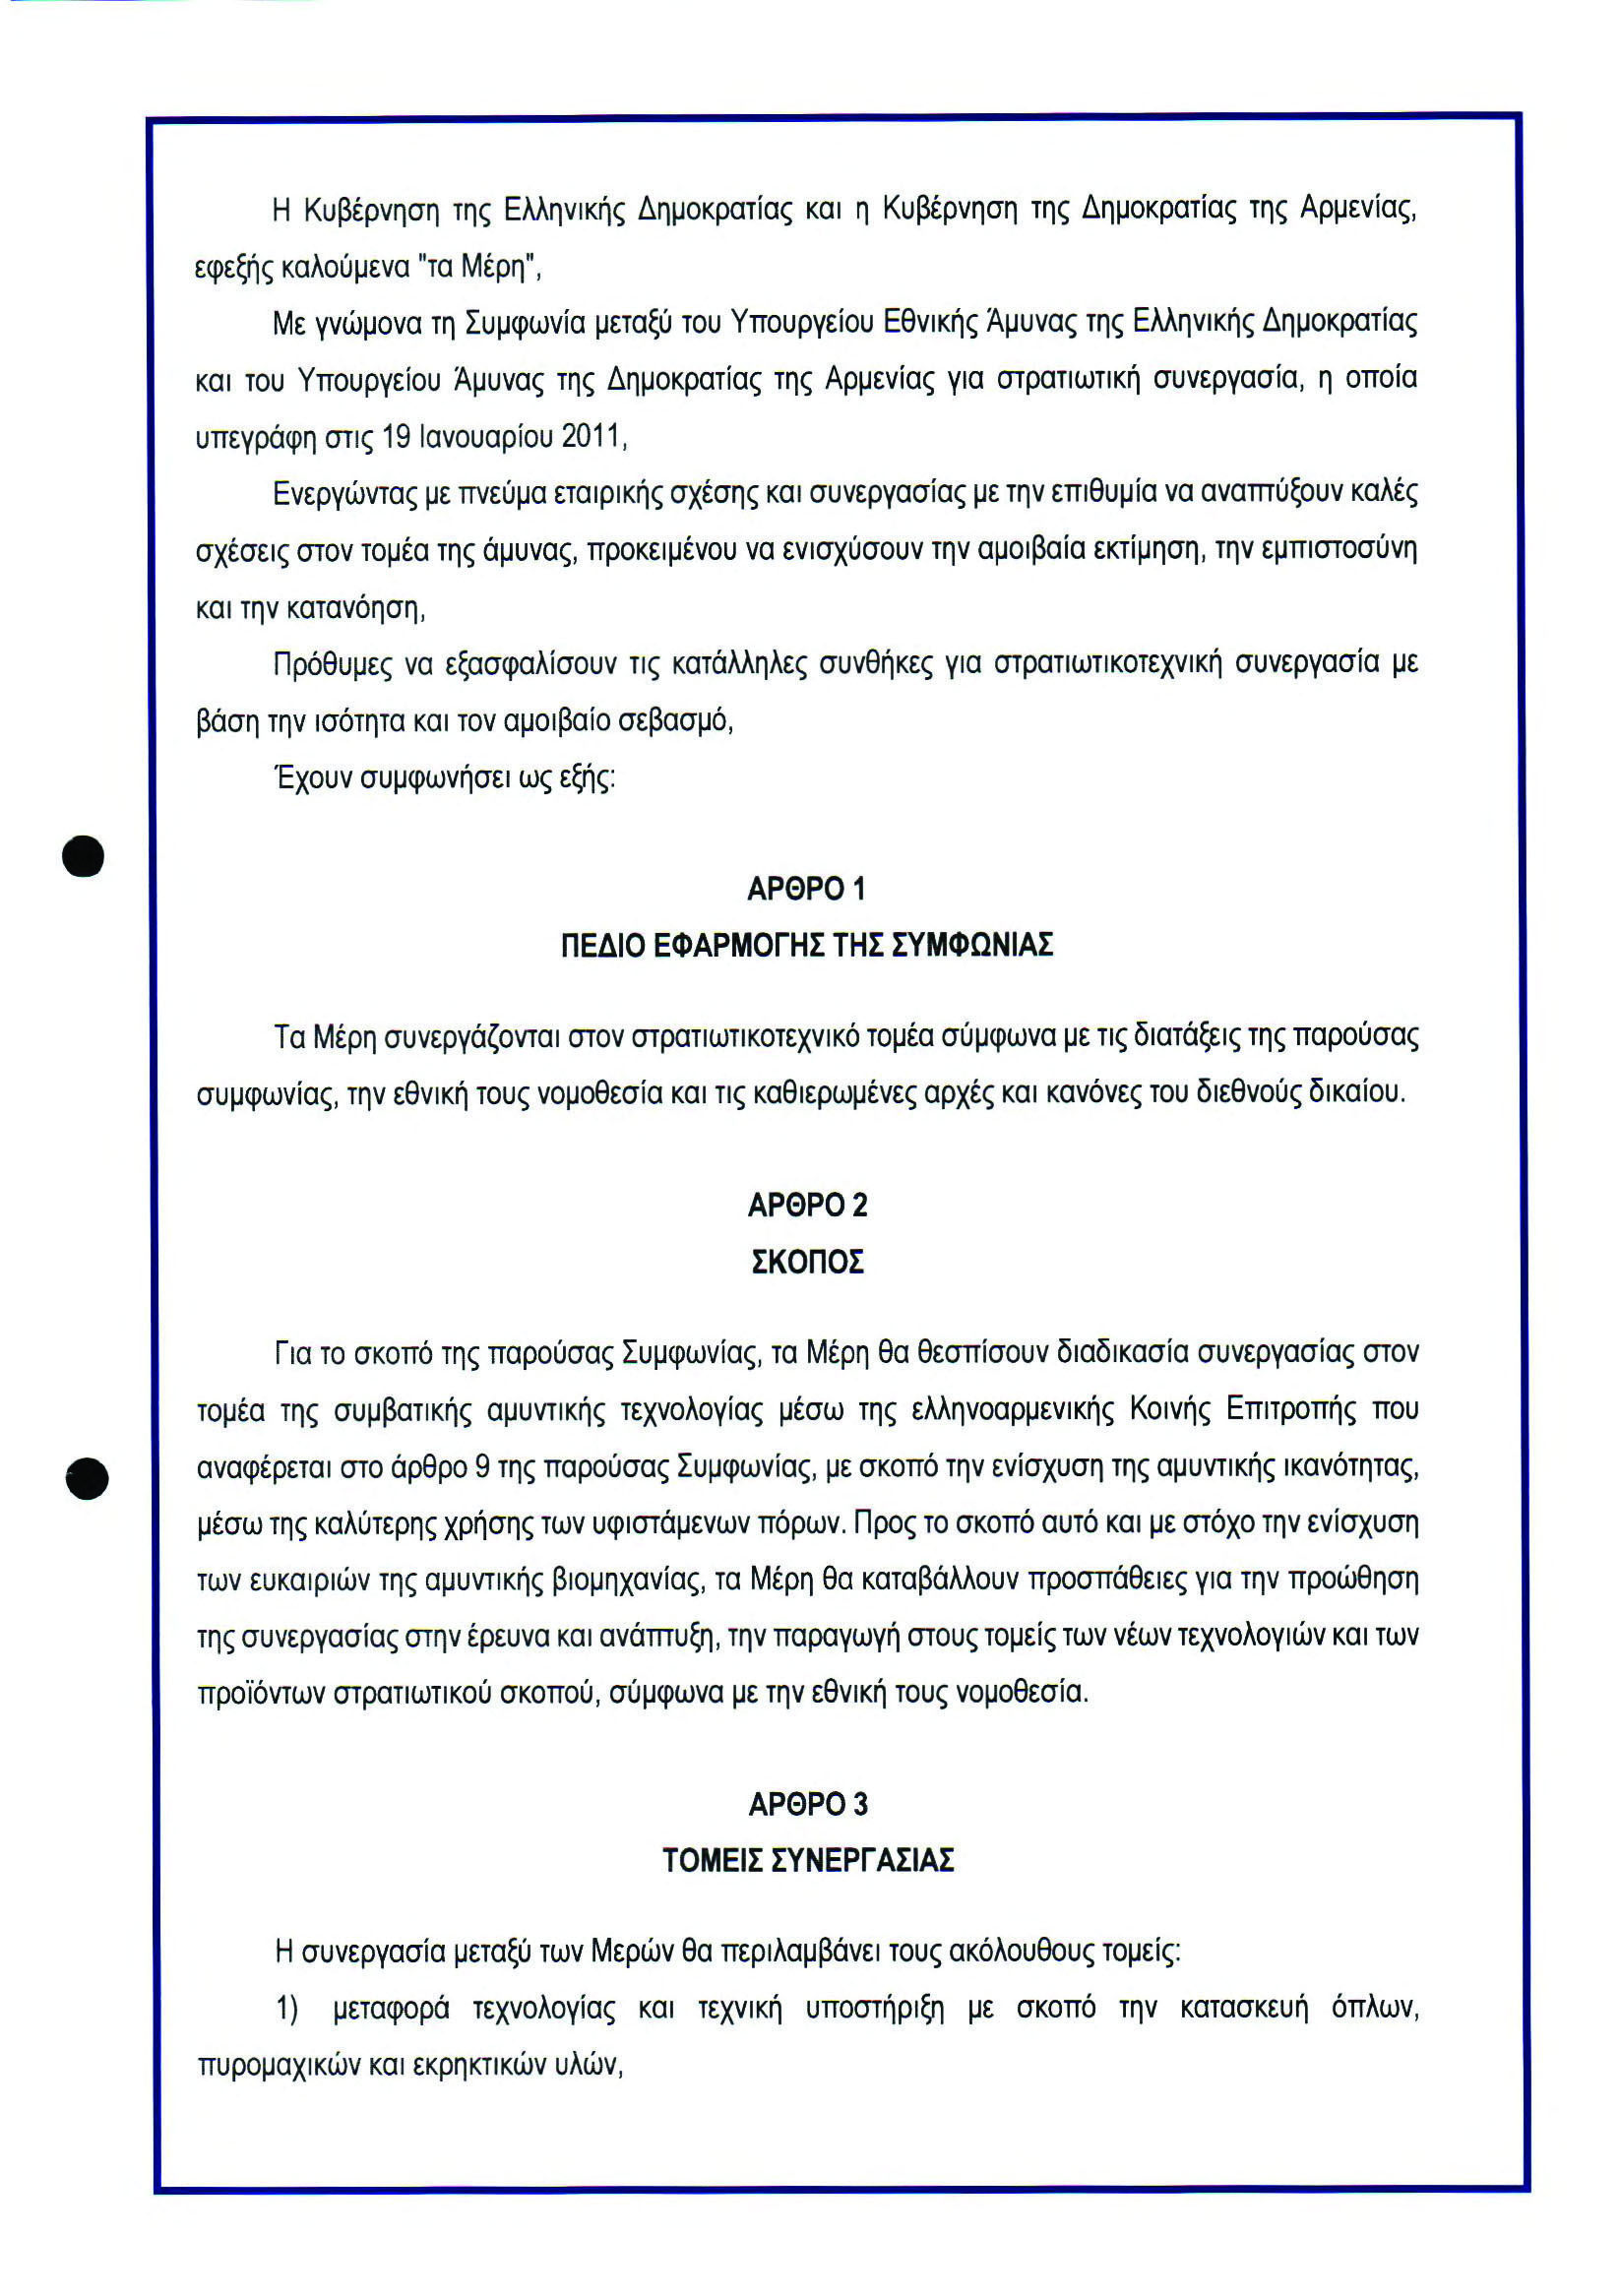 Η Κυβέρνηση της Ελληνικής Δημοκρατίας και η Κυβέρνηση της Δημοκρατίας της Αρμενίας,
εφεξής καλούμενα "τα Μέρη",
Με γνώμονα τη Συμφωνία μεταξύ του Υπουργείου Εθνικής Άμυνας της Ελληνικής Δημοκρατίας
και του Υπουργείου Άμυνας της Δημοκρατίας της Αρμενίας για στρατιωτική συνεργασία, η οποία
υπεγράφη στις 19 Ιανουαρίου 2011,
Ενεργώντας με πνεύμα εταιρικής σχέσης και συνεργασίας με την επιθυμία να αναπτύξουν καλές
σχέσεις στον τομέα της άμυνας, προκειμένου να ενισχύσουν την αμοιβαία εκτίμηση, την εμπιστοσύνη
και την κατανόηση,
Πρόθυμες να εξασφαλίσουν τις κατάλληλες συνθήκες για στρατιωτικοτεχνική συνεργασία με
βάση την ισότητα και τον αμοιβαίο σεβασμό,
Έχουν συμφωνήσει ως εξής:
ΑΡΘΡΟ 1
ΠΕΔΙΟ ΕΦΑΡΜΟΓΗΣ ΤΗΣ ΣΥΜΦΩΝΙΑΣ
Τα Μέρη συνεργάζονται στον στρατιωτικοτεχνικό τομέα σύμφωνα με τις διατάξεις της παρούσας
συμφωνίας, την εθνική τους νομοθεσία και τις καθιερωμένες αρχές και κανόνες του διεθνούς δικαίου.
ΑΡΘΡΟ 2
ΣΚΟΠΟΣ
Για το σκοπό της παρούσας Συμφωνίας, τα Μέρη θα θεσπίσουν διαδικασία συνεργασίας στον
τομέα της συμβατικής αμυντικής τεχνολογίας μέσω της ελληνοαρμενικής Κοινής Επιτροπής που
αναφέρεται στο άρθρο 9 της παρούσας Συμφωνίας, με σκοπό την ενίσχυση της αμυντικής ικανότητας,
μέσω της καλύτερης χρήσης των υφιστάμενων πόρων. Προς το σκοπό αυτό και με στόχο την ενίσχυση
των ευκαιριών της αμυντικής βιομηχανίας, τα Μέρη θα καταβάλλουν προσπάθειες για την προώθηση
της συνεργασίας στην έρευνα και ανάπτυξη, την παραγωγή στους τομείς των νέων τεχνολογιών και των
προϊόντων στρατιωτικού σκοπού, σύμφωνα με την εθνική τους νομοθεσία.
ΑΡΘΡΟ 3
ΤΟΜΕΙΣ ΣΥΝΕΡΓΑΣΙΑΣ
Η συνεργασία μεταξύ των Μερών θα περιλαμβάνει τους ακόλουθους τομείς:
1) μεταφορά τεχνολογίας και τεχνική υποστήριξη με σκοπό την κατασκευή όπλων,
πυρομαχικών και εκρηκτικών υλών,